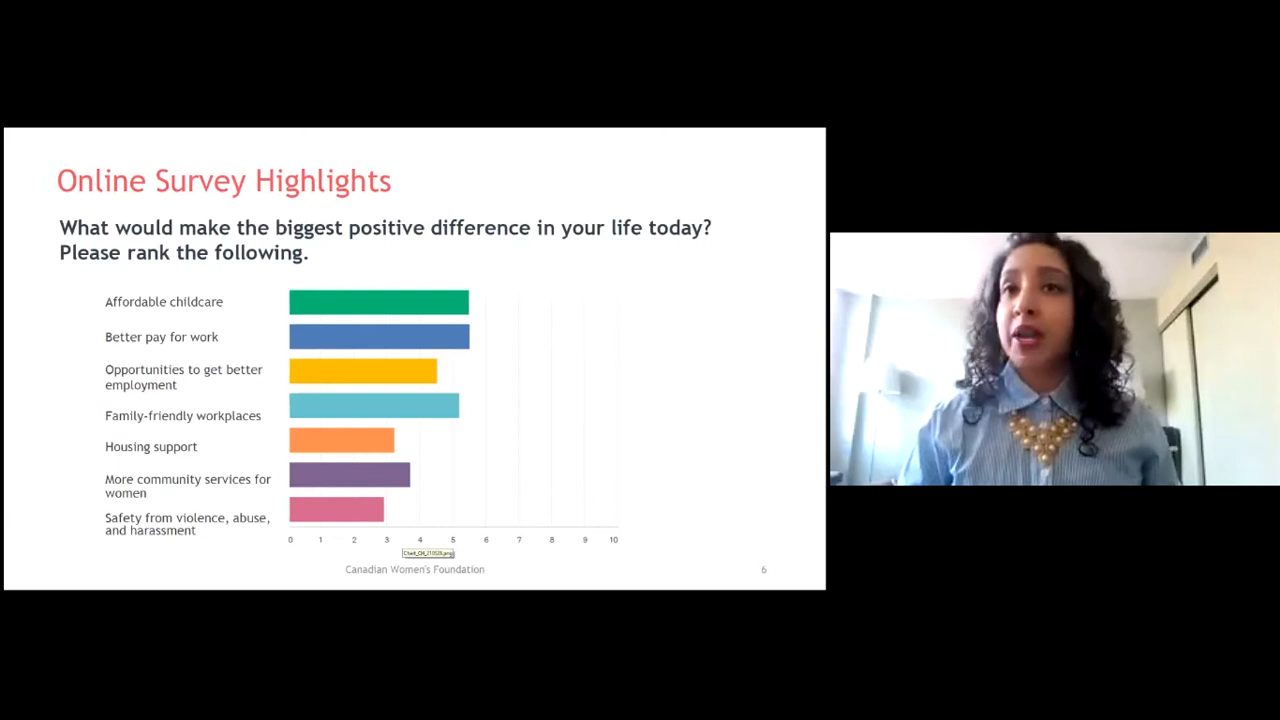 Online Survey Highlights
What would make the biggest positive difference in your life today?
Please rank the following.
Affordable childcare
Better pay for work
Opportunities to get better
employment
Family-friendly workplaces
Housing support
More community services for
women
Safety from violence, abuse,
and harassment
0 1 2 3 4 5 6 7 8 9 10
Canadian Women's Foundation
6